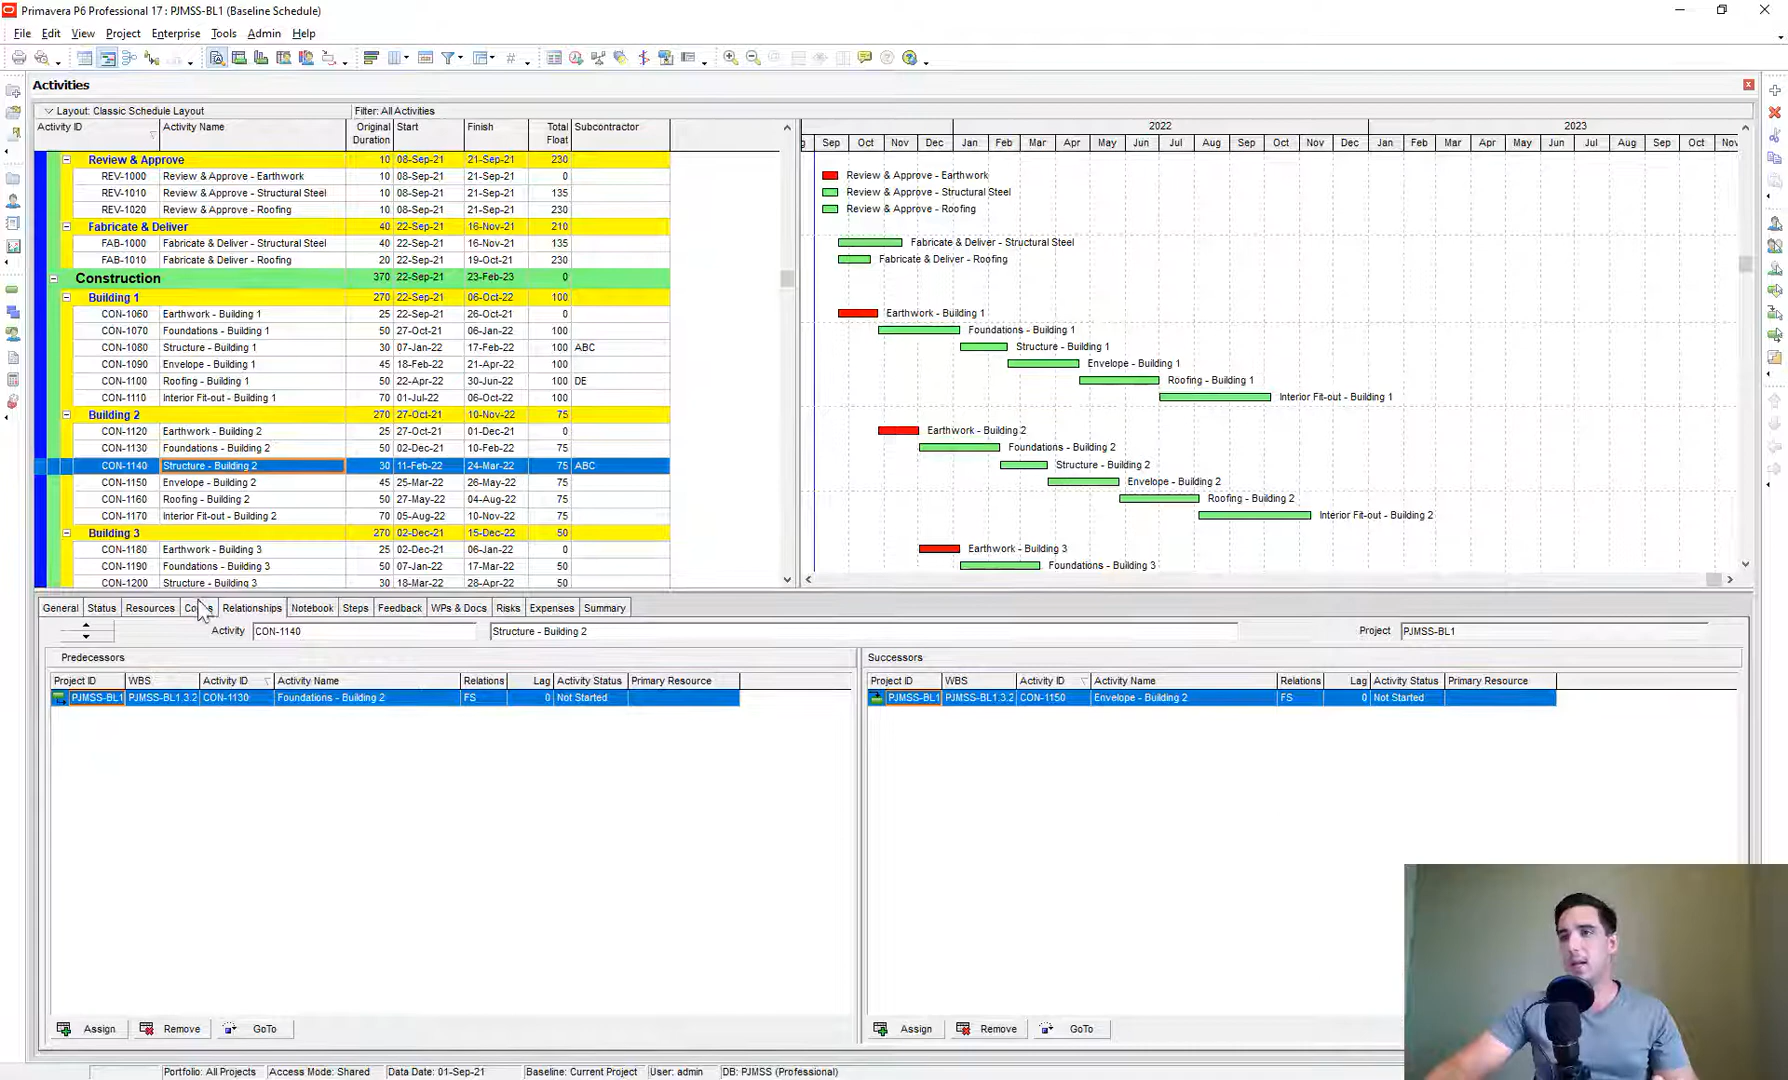 Primavera P6 Professional 17 : PJMSS-BL1 (Baseline Schedule)
File Edit View Project Enterprise Tools Admin Help
Activities
Layout: Classic Schedule Layout Filter: All Activities
Activity ID Activity Name Original Duration Start Finish Total Float Subcontractor
2022 2023
Sep Oct Nov Dec Jan Feb Mar Apr May Jun Jul Aug Sep Oct Nov Dec Jan Feb Mar Apr May Jun Jul Aug Sep Oct Nov
Review & Approve 10 08-Sep-21 21-Sep-21 230
REV-1000 Review & Approve - Earthwork 10 08-Sep-21 21-Sep-21 0 Review & Approve - Earthwork
REV-1010 Review & Approve - Structural Steel 10 08-Sep-21 21-Sep-21 135 Review & Approve - Structural Steel
REV-1020 Review & Approve - Roofing 10 08-Sep-21 21-Sep-21 230 Review & Approve - Roofing
Fabricate & Deliver 40 22-Sep-21 16-Nov-21 210
FAB-1000 Fabricate & Deliver - Structural Steel 40 22-Sep-21 16-Nov-21 135 Fabricate & Deliver - Structural Steel
FAB-1010 Fabricate & Deliver - Roofing 20 22-Sep-21 19-Oct-21 230 Fabricate & Deliver - Roofing
Construction 370 22-Sep-21 23-Feb-23 0
Building 1 270 22-Sep-21 06-Oct-22 100
CON-1060 Earthwork - Building 1 25 22-Sep-21 26-Oct-21 0 Earthwork - Building 1
CON-1070 Foundations - Building 1 50 27-Oct-21 06-Jan-22 100 Foundations - Building 1
CON-1080 Structure - Building 1 30 07-Jan-22 17-Feb-22 100 ABC Structure - Building 1
CON-1090 Envelope - Building 1 45 18-Feb-22 21-Apr-22 100 Envelope - Building 1
CON-1100 Roofing - Building 1 50 22-Apr-22 30-Jun-22 100 DE Roofing - Building 1
CON-1110 Interior Fit-out - Building 1 70 01-Jul-22 06-Oct-22 100 Interior Fit-out - Building 1
Building 2 270 27-Oct-21 10-Nov-22 75
CON-1120 Earthwork - Building 2 25 27-Oct-21 01-Dec-21 0 Earthwork - Building 2
CON-1130 Foundations - Building 2 50 02-Dec-21 10-Feb-22 75 Foundations - Building 2
CON-1140 Structure - Building 2 30 11-Feb-22 24-Mar-22 75 ABC Structure - Building 2
CON-1150 Envelope - Building 2 45 25-Mar-22 26-May-22 75 Envelope - Building 2
CON-1160 Roofing - Building 2 50 27-May-22 04-Aug-22 75 Roofing - Building 2
CON-1170 Interior Fit-out - Building 2 70 05-Aug-22 10-Nov-22 75 Interior Fit-out - Building 2
Building 3 270 02-Dec-21 15-Dec-22 50
CON-1180 Earthwork - Building 3 25 02-Dec-21 06-Jan-22 0 Earthwork - Building 3
CON-1190 Foundations - Building 3 50 07-Jan-22 17-Mar-22 50 Foundations - Building 3
CON-1200 Structure - Building 3 30 18-Mar-22 28-Apr-22 50
General Status Resources Relationships Notebook Steps Feedback WPs & Docs Risks Expenses Summary
Activity CON-1140 Structure - Building 2 Project PJMSS-BL1
Predecessors Successors
Project ID WBS Activity ID Activity Name Relations Lag Activity Status Primary Resource Project ID WBS Activity ID Activity Name Relations Lag Activity Status Primary Resource
PJMSS-BL1 PJMSS-BL1.3.2 CON-1130 Foundations - Building 2 FS 0 Not Started PJMSS-BL1 PJMSS-BL1.3.2 CON-1150 Envelope - Building 2 FS 0 Not Started
Assign Remove GoTo Assign Remove GoTo
Portfolio: All Projects Access Mode: Shared Data Date: 01-Sep-21 Baseline: Current Project User: admin DB: PJMSS (Professional)